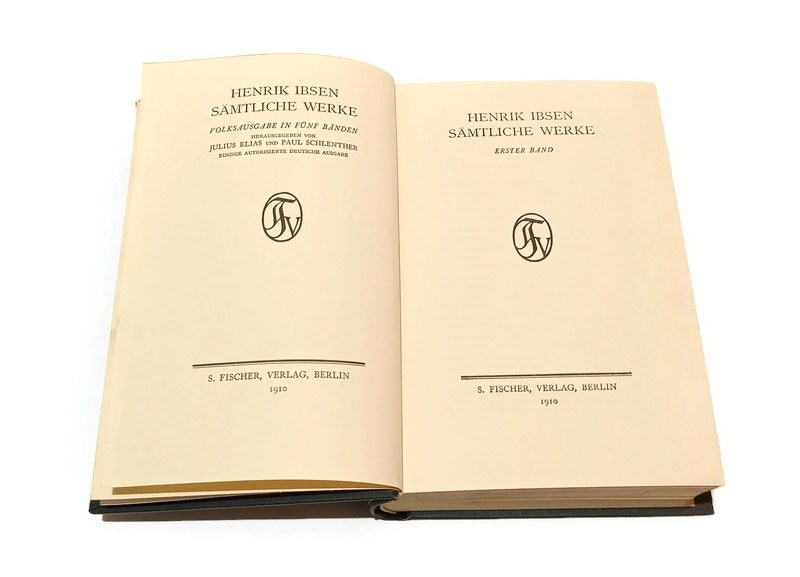 HENRIK IBSEN
SÄMTLICHE WERKE
VOLKSAUSGABE IN FÜNF BÄNDEN
HERAUSGEGEBEN VON
JULIUS ELIAS UND PAUL SCHLENTHER
EINZIGE AUTORISIERTE DEUTSCHE AUSGABE
S. FISCHER, VERLAG, BERLIN
1910
HENRIK IBSEN
SÄMTLICHE WERKE
ERSTER BAND
S. FISCHER, VERLAG, BERLIN
1910